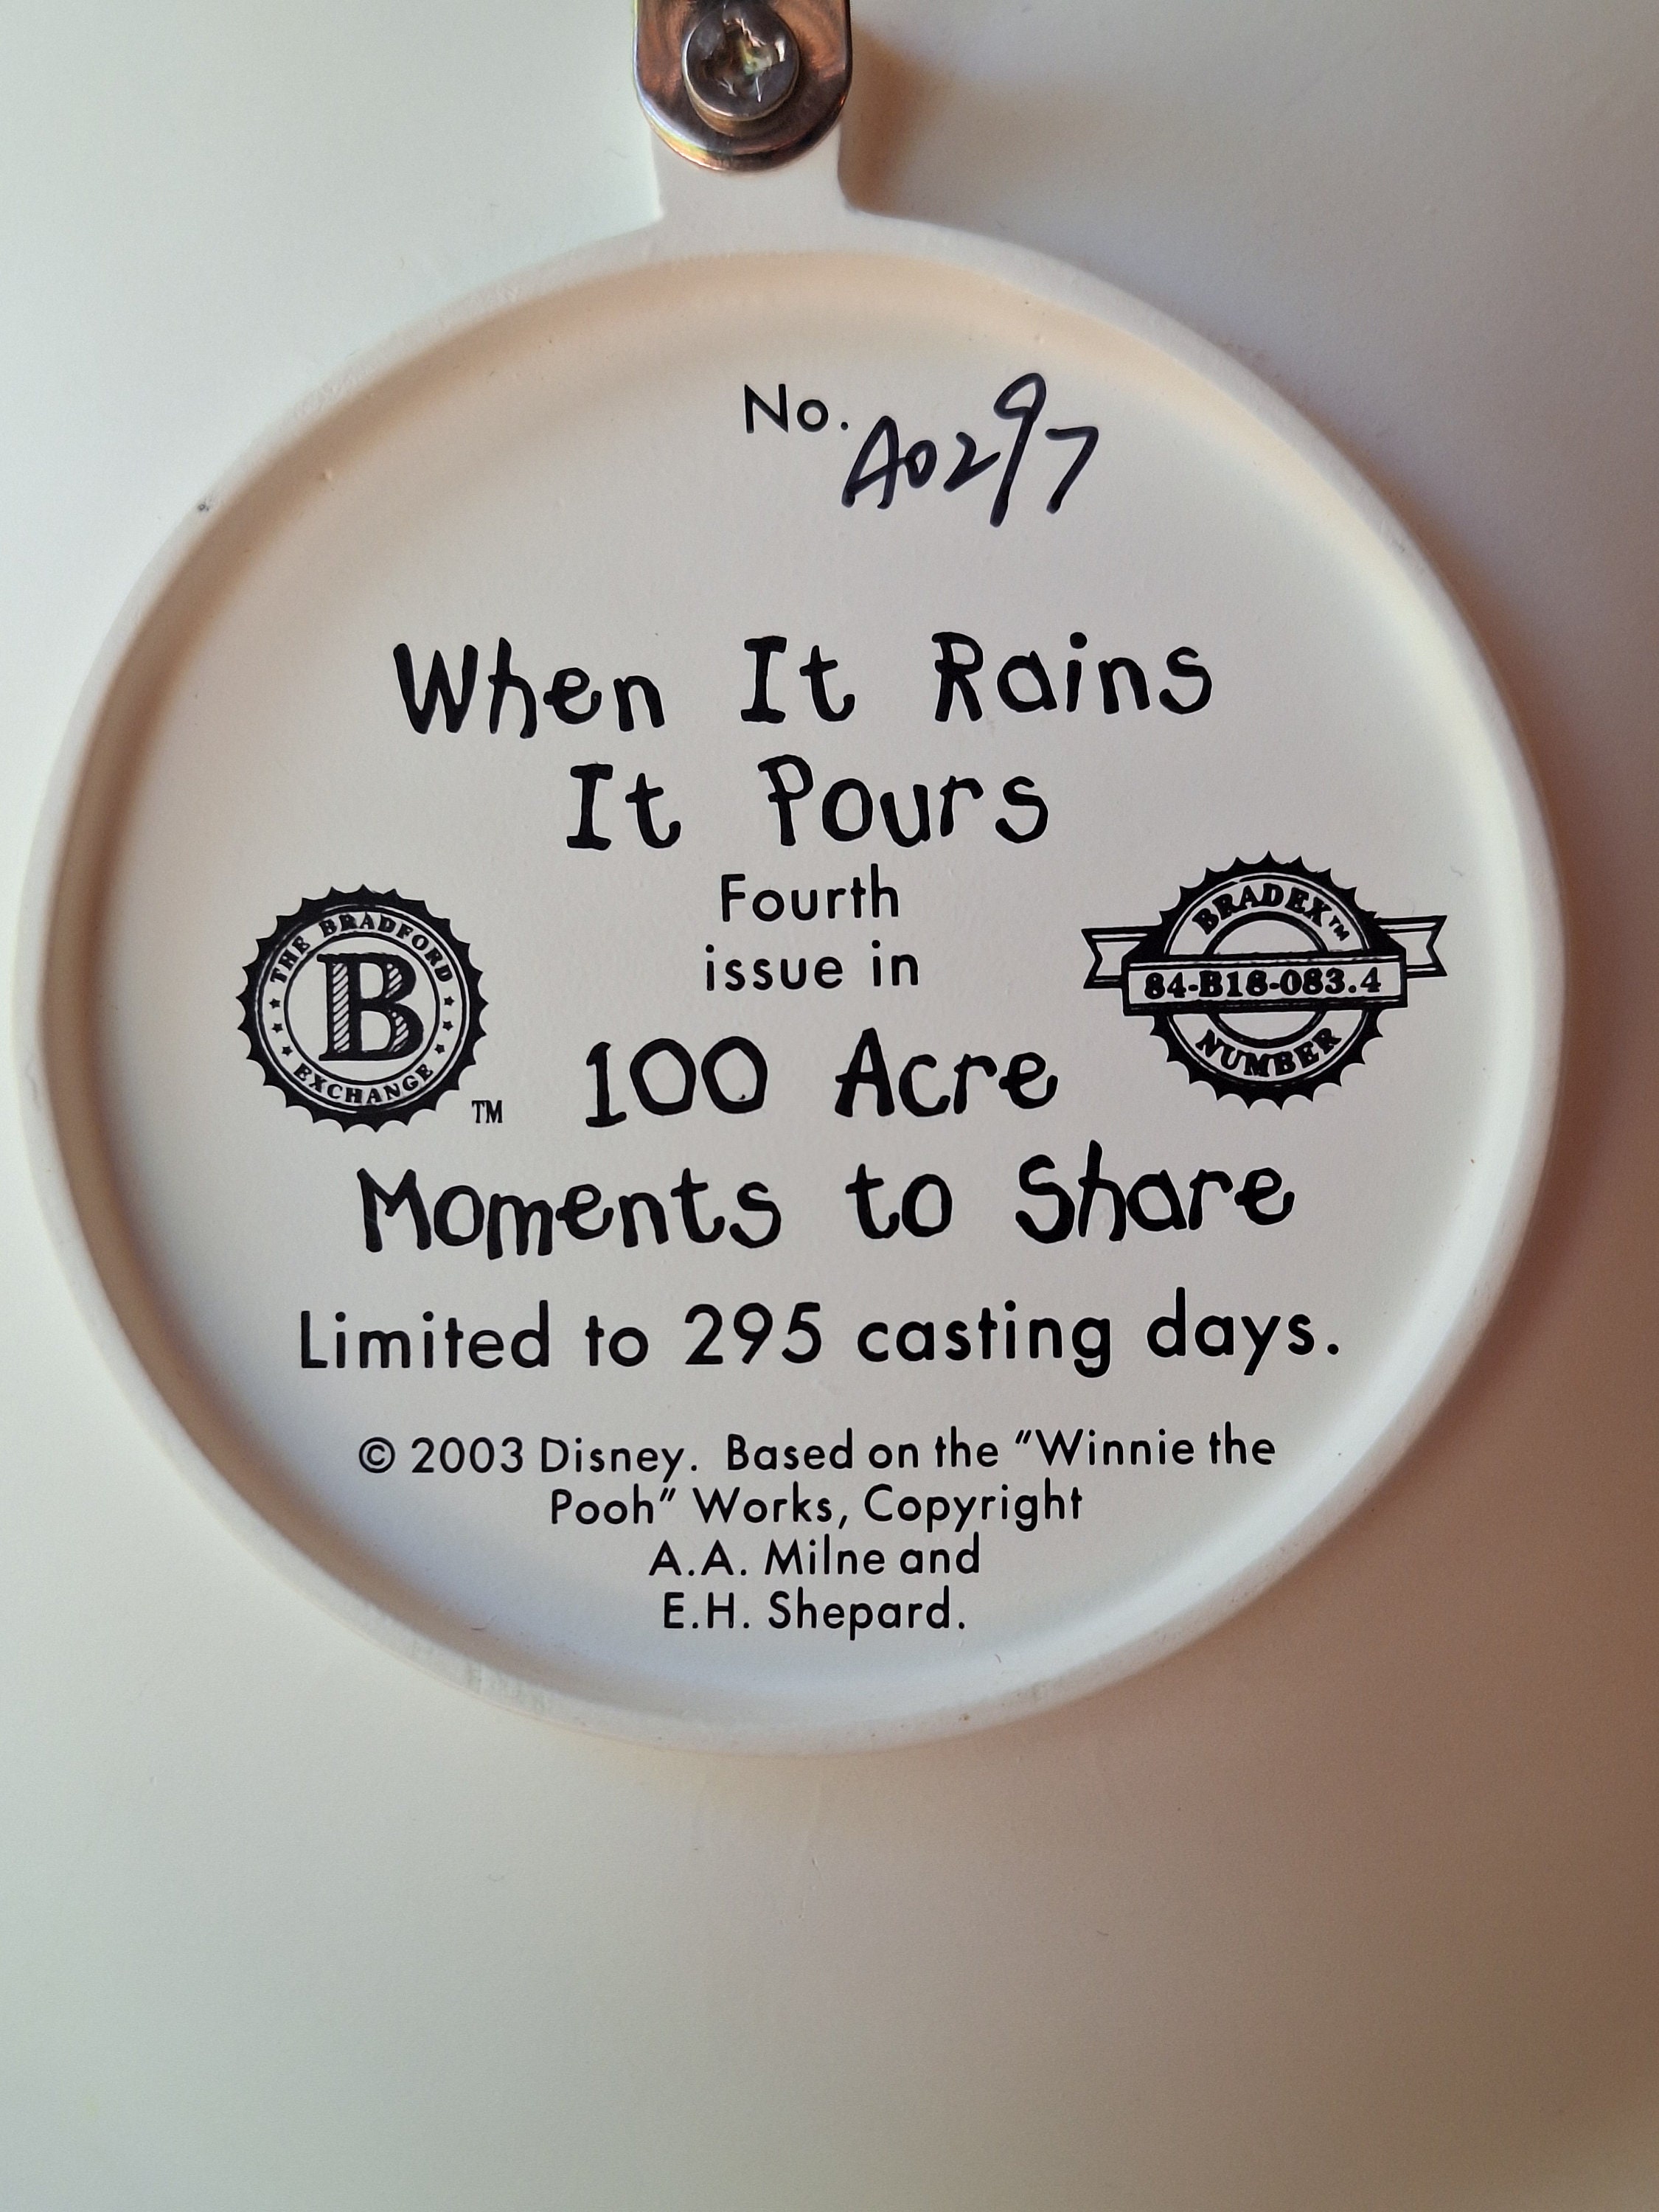 No. A0297
When It Rains
It Pours
Fourth
issue in
THE BRADFORD
B
EXCHANGE
TM
BRADEX™
84-B18-083.4
NUMBER
100 Acre
Moments to Share
Limited to 295 casting days.
© 2003 Disney. Based on the “Winnie the
Pooh” Works, Copyright
A.A. Milne and
E.H. Shepard.